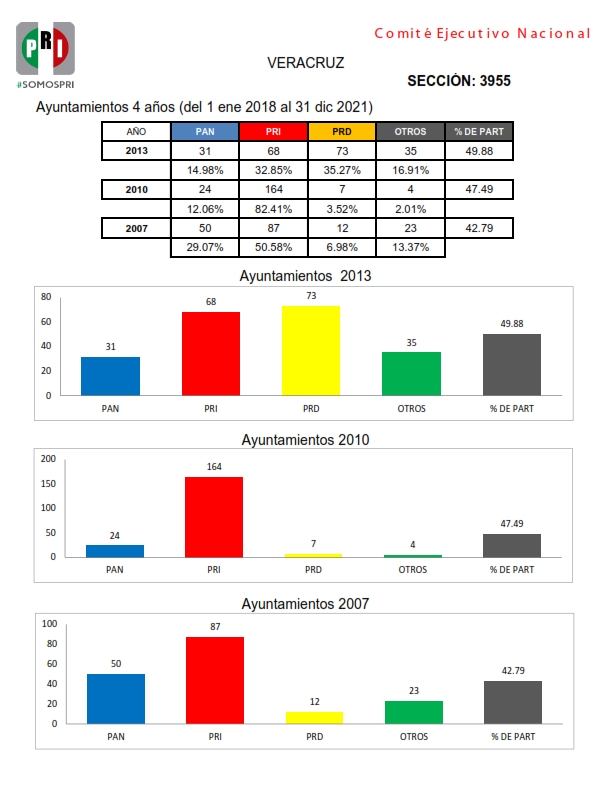 Comité Ejecutivo Nacional
PRI
#SOMOSPRI
VERACRUZ
SECCIÓN: 3955
Ayuntamientos 4 años (del 1 ene 2018 al 31 dic 2021)
AÑO PAN PRI PRD OTROS % DE PART
2013 31 68 73 35 49.88
14.98% 32.85% 35.27% 16.91%
2010 24 164 7 4 47.49
12.06% 82.41% 3.52% 2.01%
2007 50 87 12 23 42.79
29.07% 50.58% 6.98% 13.37%
Ayuntamientos 2013
80
60
40
20
0
31 68 73 35 49.88
PAN PRI PRD OTROS % DE PART
Ayuntamientos 2010
200
150
100
50
0
24 164 7 4 47.49
PAN PRI PRD OTROS % DE PART
Ayuntamientos 2007
100
80
60
40
20
0
50 87 12 23 42.79
PAN PRI PRD OTROS % DE PART